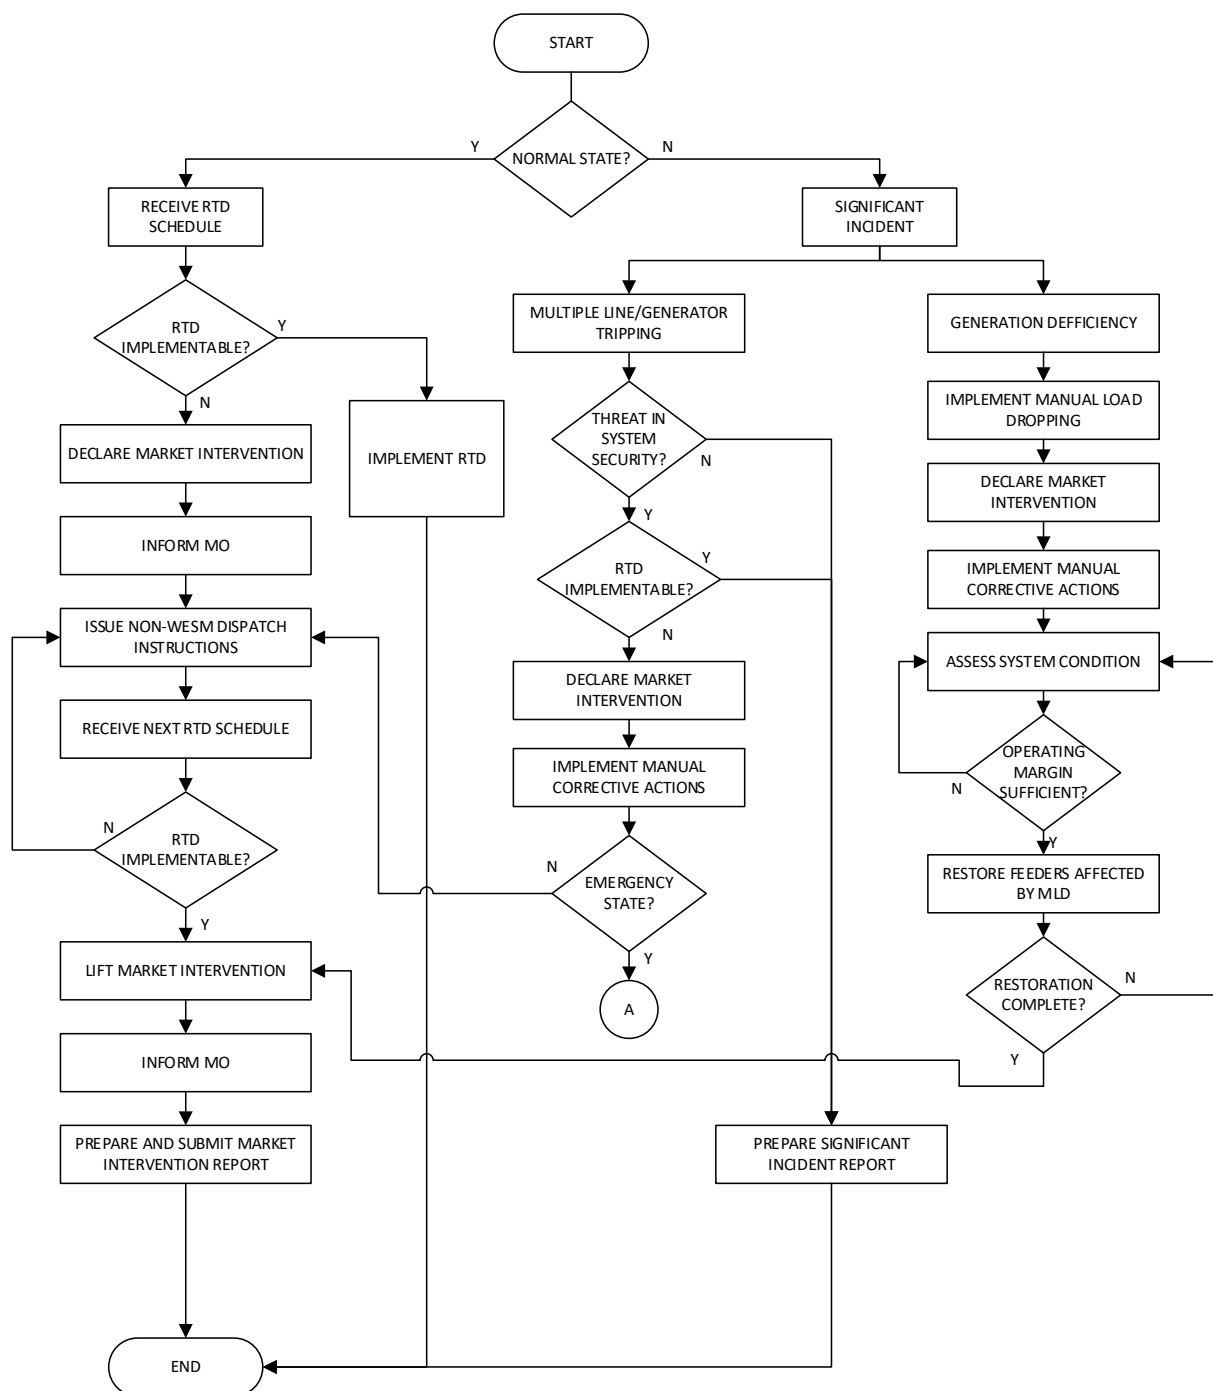 START
NORMAL STATE?
Y
N
RECEIVE RTD
SCHEDULE
RTD
IMPLEMENTABLE?
Y
N
DECLARE MARKET INTERVENTION
INFORM MO
ISSUE NON-WESM DISPATCH
INSTRUCTIONS
RECEIVE NEXT RTD SCHEDULE
RTD
IMPLEMENTABLE?
N
Y
LIFT MARKET INTERVENTION
INFORM MO
PREPARE AND SUBMIT MARKET
INTERVENTION REPORT
END
IMPLEMENT RTD
SIGNIFICANT
INCIDENT
MULTIPLE LINE/GENERATOR
TRIPPING
THREAT IN
SYSTEM
SECURITY?
N
Y
RTD
IMPLEMENTABLE?
Y
N
DECLARE MARKET
INTERVENTION
IMPLEMENT MANUAL
CORRECTIVE ACTIONS
EMERGENCY
STATE?
N
Y
A
PREPARE SIGNIFICANT
INCIDENT REPORT
GENERATION DEFFICIENCY
IMPLEMENT MANUAL LOAD
DROPPING
DECLARE MARKET
INTERVENTION
IMPLEMENT MANUAL
CORRECTIVE ACTIONS
ASSESS SYSTEM CONDITION
OPERATING
MARGIN
SUFFICIENT?
N
Y
RESTORE FEEDERS AFFECTED
BY MLD
RESTORATION
COMPLETE?
N
Y